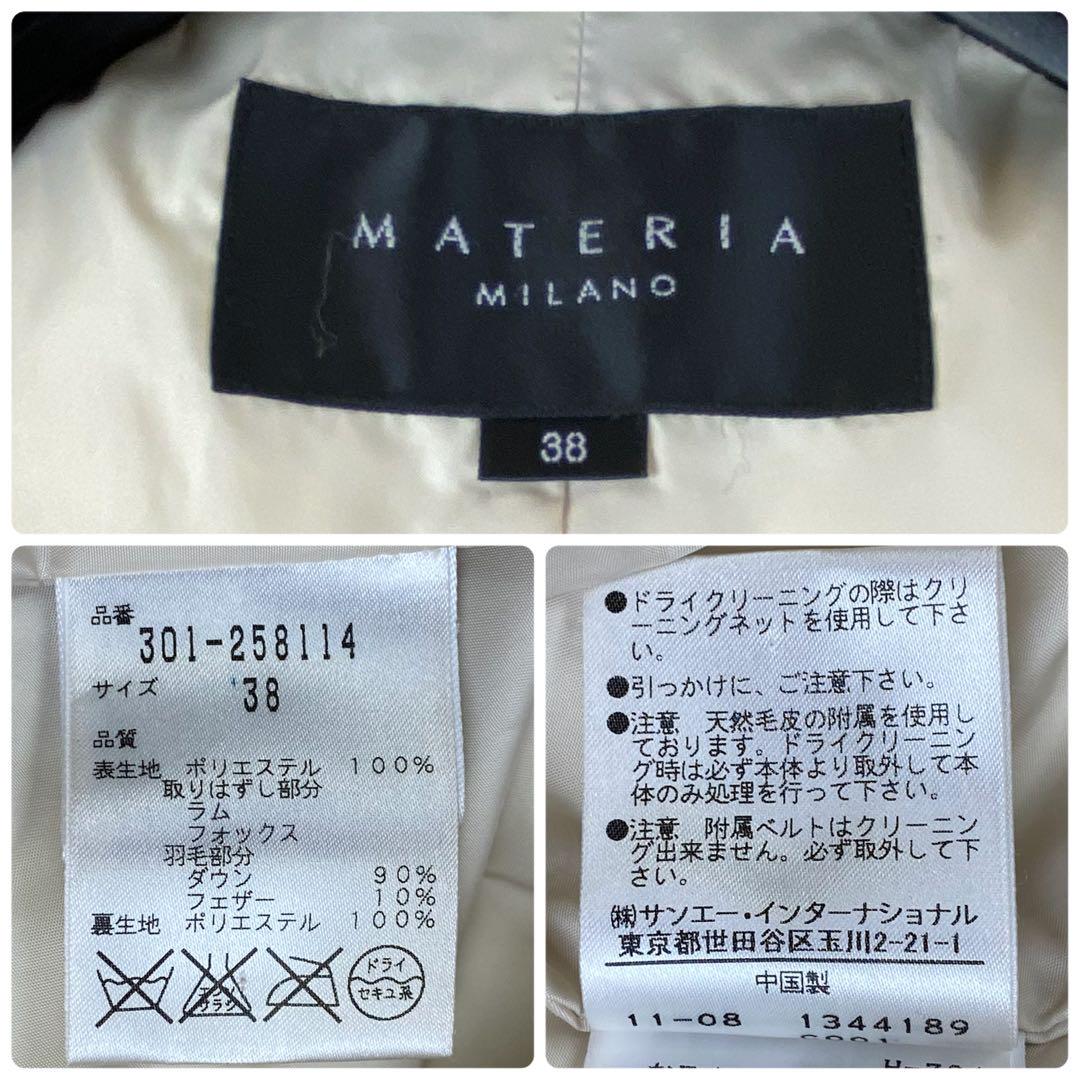 MATERIA
MILANO
38
品番
301-258114
サイズ 38
品質
表生地 ポリエステル 100%
取りはずし部分
ラム
フォックス
羽毛部分
ダウン 90%
フェザー 10%
裏生地 ポリエステル 100%
エンソ
サラシ
ドライ
セキユ系
●ドライクリーニングの際はクリ
ーニングネットを使用して下さ
い。
●引っかけに、ご注意下さい。
●注意 天然毛皮の附属を使用し
ております。ドライクリーニン
グ時は必ず本体より取外して本
体のみ処理を行って下さい。
●注意 附属ベルトはクリーニン
グ出来ません。必ず取外して下
さい。
㈱サンエー・インターナショナル
東京都世田谷区玉川2-21-1
中国製
11-08 1344189